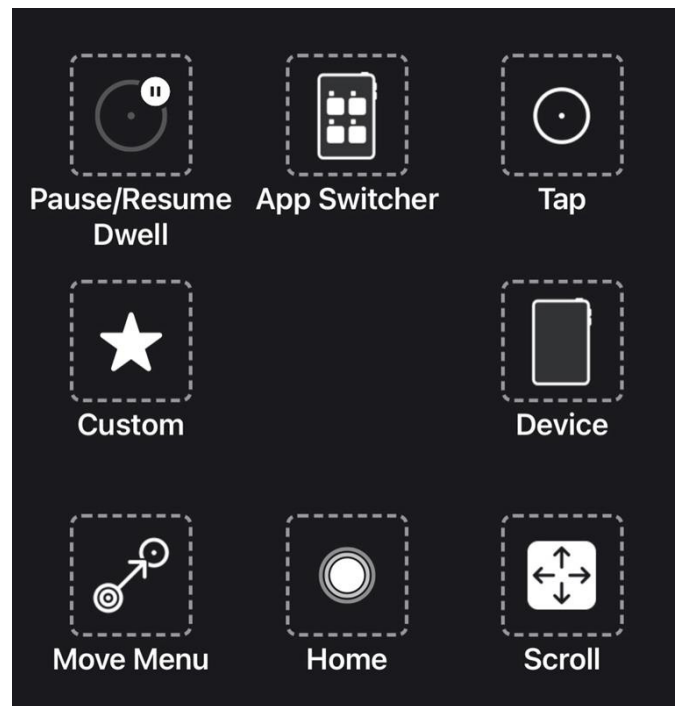 Pause/Resume
Dwell
App Switcher
Tap
Custom
Device
Move Menu
Home
Scroll